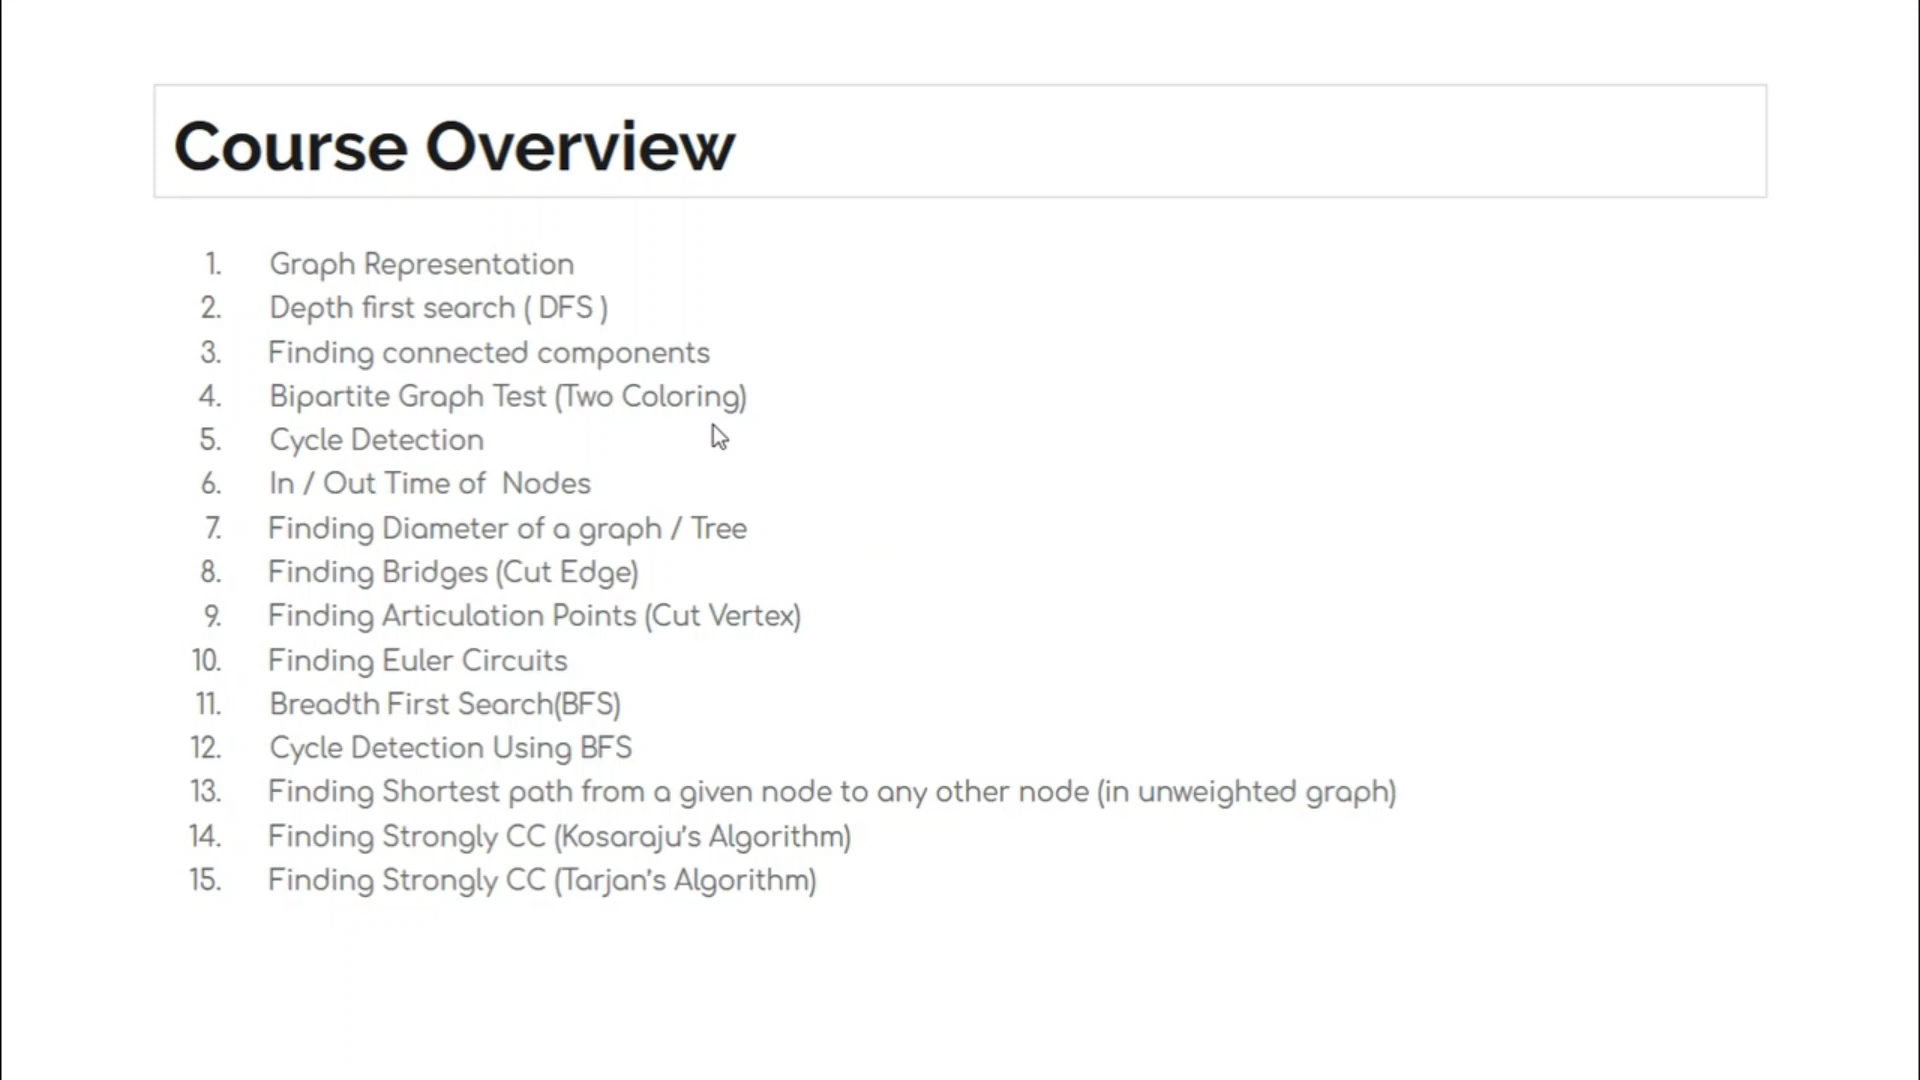 Course Overview
1. Graph Representation
2. Depth first search ( DFS )
3. Finding connected components
4. Bipartite Graph Test (Two Coloring)
5. Cycle Detection
6. In / Out Time of  Nodes
7. Finding Diameter of a graph / Tree
8. Finding Bridges (Cut Edge)
9. Finding Articulation Points (Cut Vertex)
10. Finding Euler Circuits
11. Breadth First Search(BFS)
12. Cycle Detection Using BFS
13. Finding Shortest path from a given node to any other node (in unweighted graph)
14. Finding Strongly CC (Kosaraju's Algorithm)
15. Finding Strongly CC (Tarjan's Algorithm)